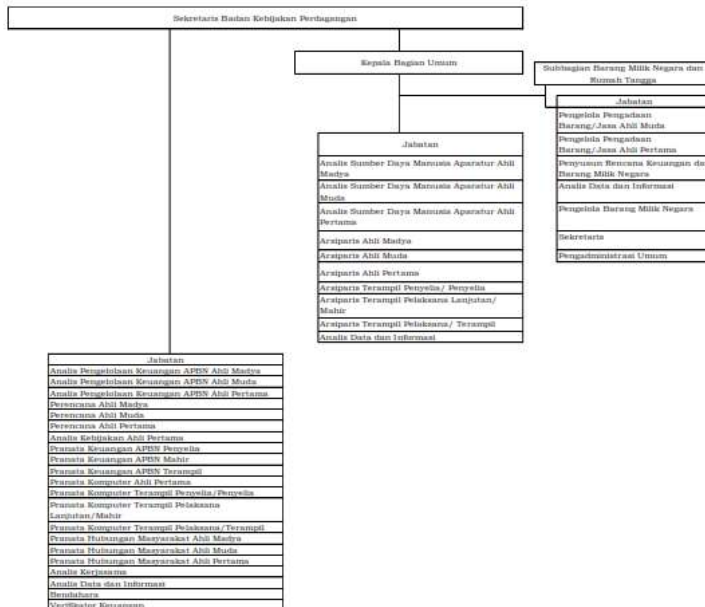 Sekretaris Badan Kebijakan Perdagangan
Kepala Bagian Umum
Subbagian Barang Milik Negara dan
Rumah Tangga
Jabatan
Pengelola Pengadaan
Barang/Jasa Ahli Muda
Pengelola Pengadaan
Barang/Jasa Ahli Pertama
Penyusun Rencana Keuangan da
Barang Milik Negara
Analis Data dan Informasi
Pengelola Barang Milik Negara
Sekretaris
Pengadministrasi Umum
Jabatan
Analis Sumber Daya Manusia Aparatur Ahli
Madya
Analis Sumber Daya Manusia Aparatur Ahli
Muda
Analis Sumber Daya Manusia Aparatur Ahli
Pertama
Arsiparis Ahli Madya
Arsiparis Ahli Muda
Arsiparis Ahli Pertama
Arsiparis Terampil Penyelia/ Penyelia
Arsiparis Terampil Pelaksana Lanjutan/
Mahir
Arsiparis Terampil Pelaksana/ Terampil
Analis Data dan Informasi
Jabatan
Analis Pengelolaan Keuangan APBN Ahli Madya
Analis Pengelolaan Keuangan APBN Ahli Muda
Analis Pengelolaan Keuangan APBN Ahli Pertama
Perencana Ahli Madya
Perencana Ahli Muda
Perencana Ahli Pertama
Analis Kebijakan Ahli Pertama
Pranata Keuangan APBN Penyelia
Pranata Keuangan APBN Mahir
Pranata Keuangan APBN Terampil
Pranata Komputer Ahli Pertama
Pranata Komputer Terampil Penyelia/Penyelia
Pranata Komputer Terampil Pelaksana
Lanjutan/Mahir
Pranata Komputer Terampil Pelaksana/Terampil
Pranata Hubungan Masyarakat Ahli Madya
Pranata Hubungan Masyarakat Ahli Muda
Pranata Hubungan Masyarakat Ahli Pertama
Analis Kerjasama
Analis Data dan Informasi
Bendahara
Verifikator Keuangan